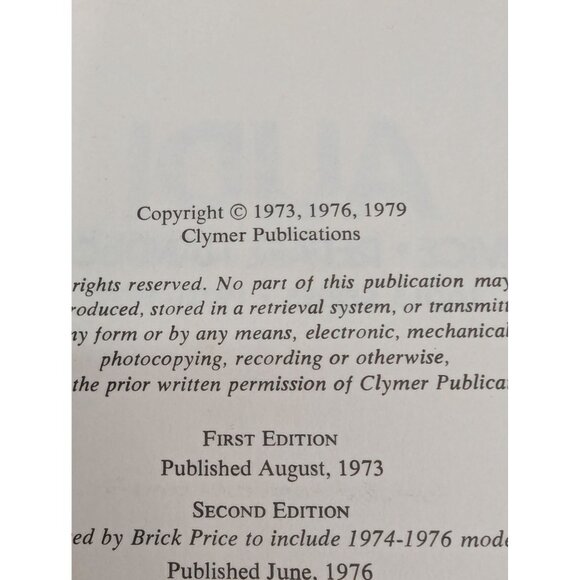 Copyright © 1973, 1976, 1979
Clymer Publications
rights reserved. No part of this publication may
roduced, stored in a retrieval system, or transmitt
ny form or by any means, electronic, mechanical
photocopying, recording or otherwise,
the prior written permission of Clymer Publica
FIRST EDITION
Published August, 1973
SECOND EDITION
ed by Brick Price to include 1974-1976 mode
Published June, 1976